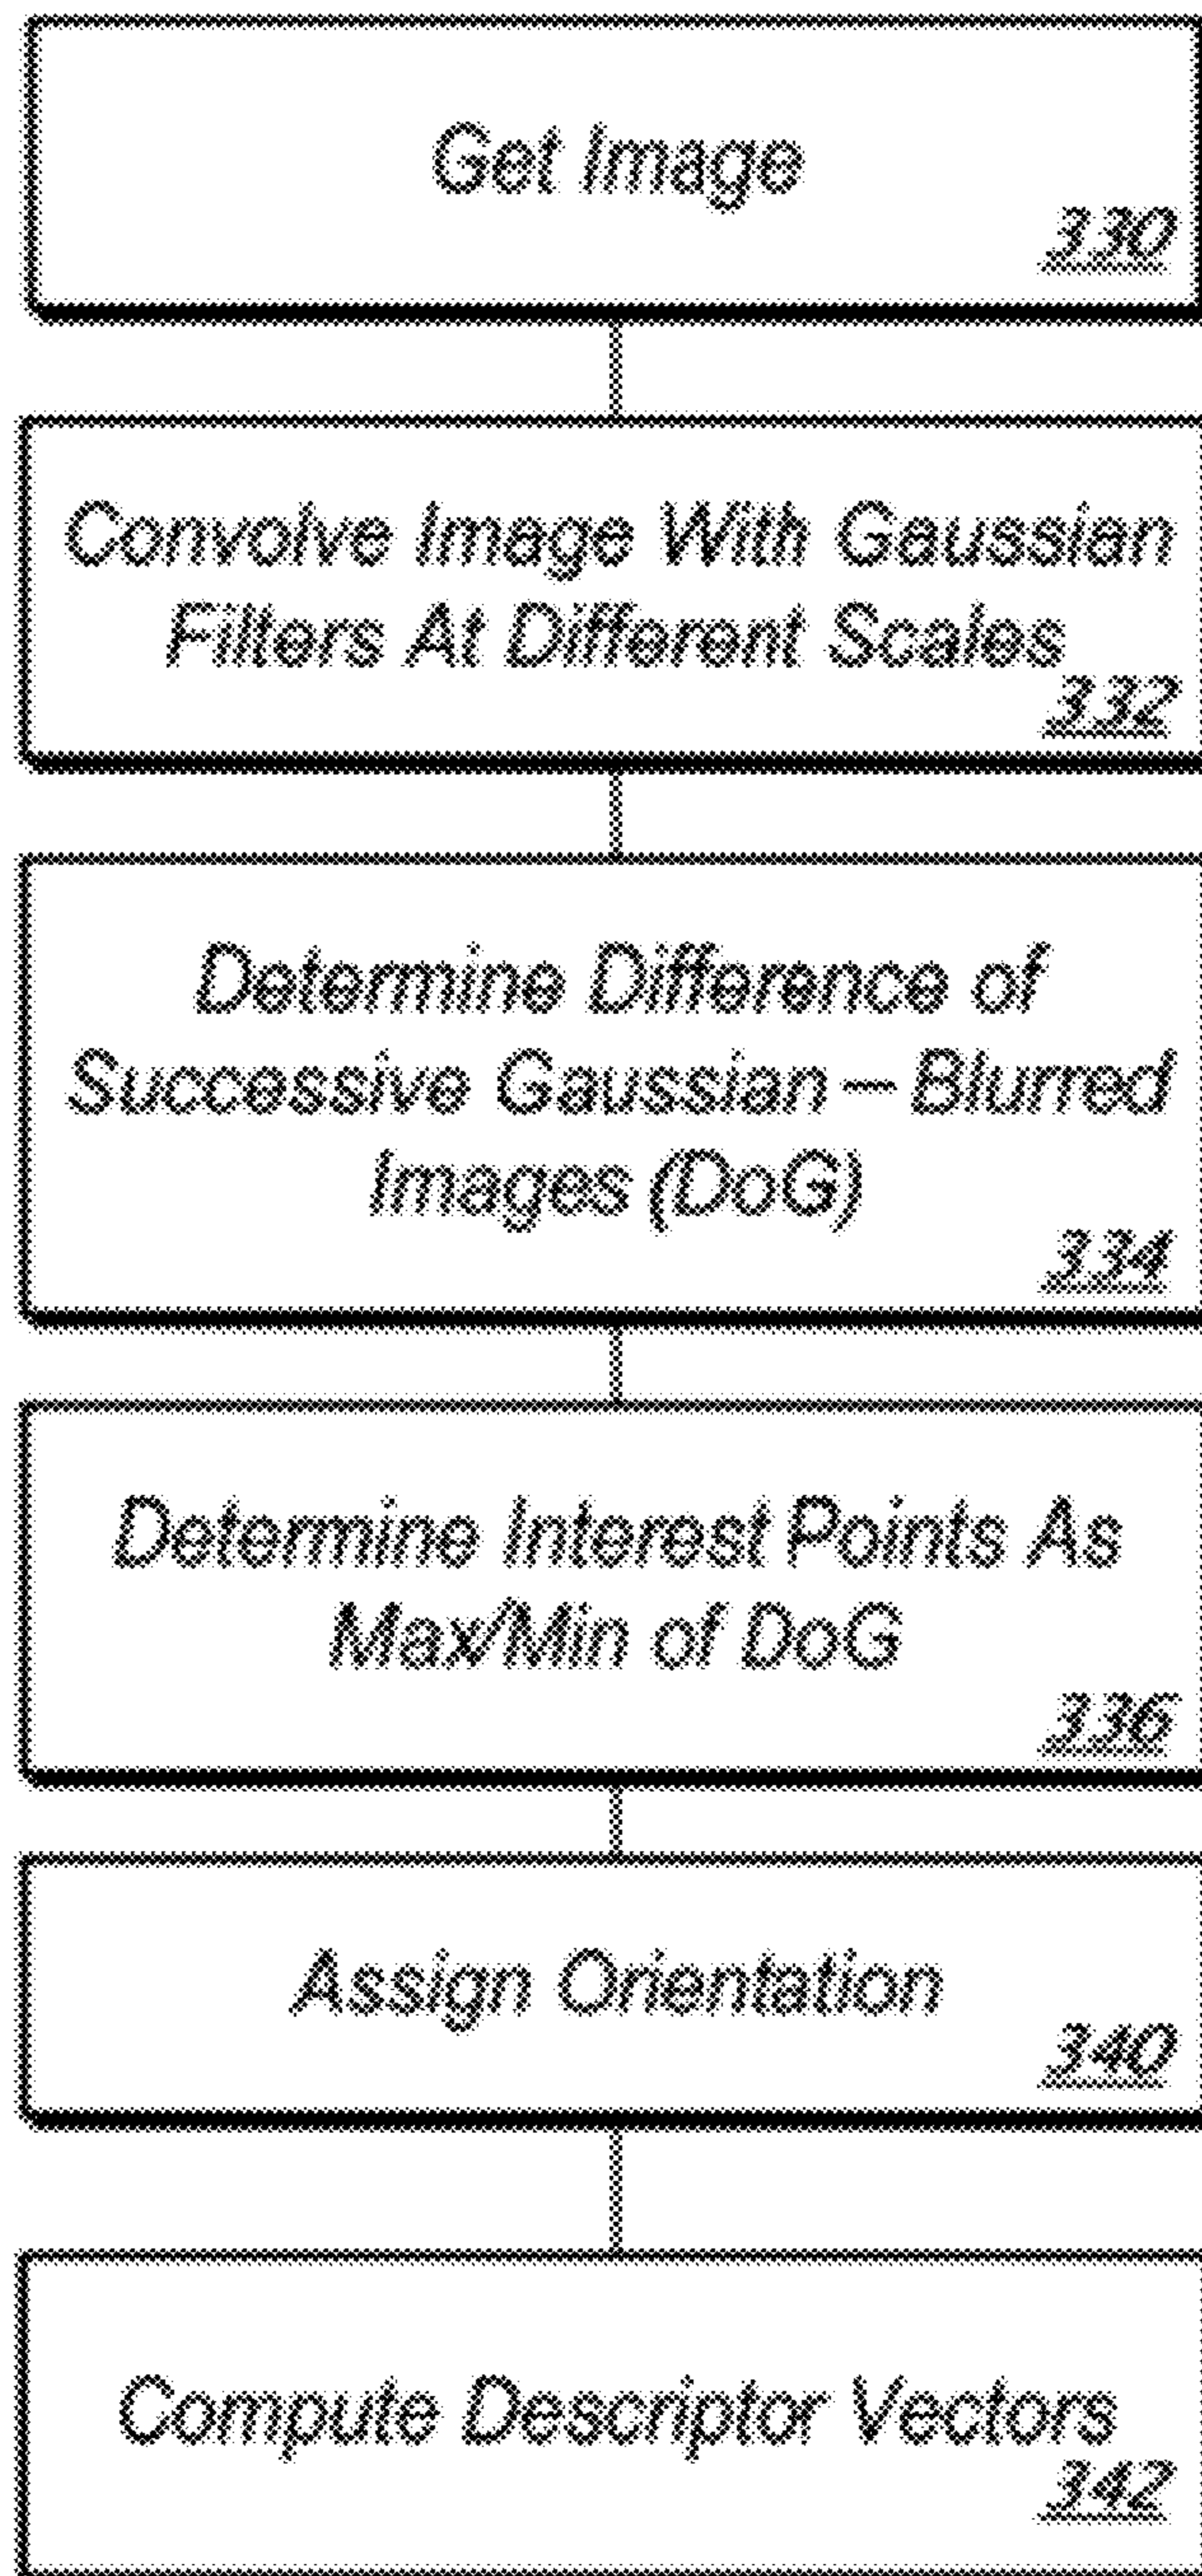 Get Image
330
Convolve Image With Gaussian
Filters At Different Scales
332
Determine Difference of
Successive Gaussian – Blurred
Images (DoG)
334
Determine Interest Points As
Max/Min of DoG
336
Assign Orientation
340
Compute Descriptor Vectors
342